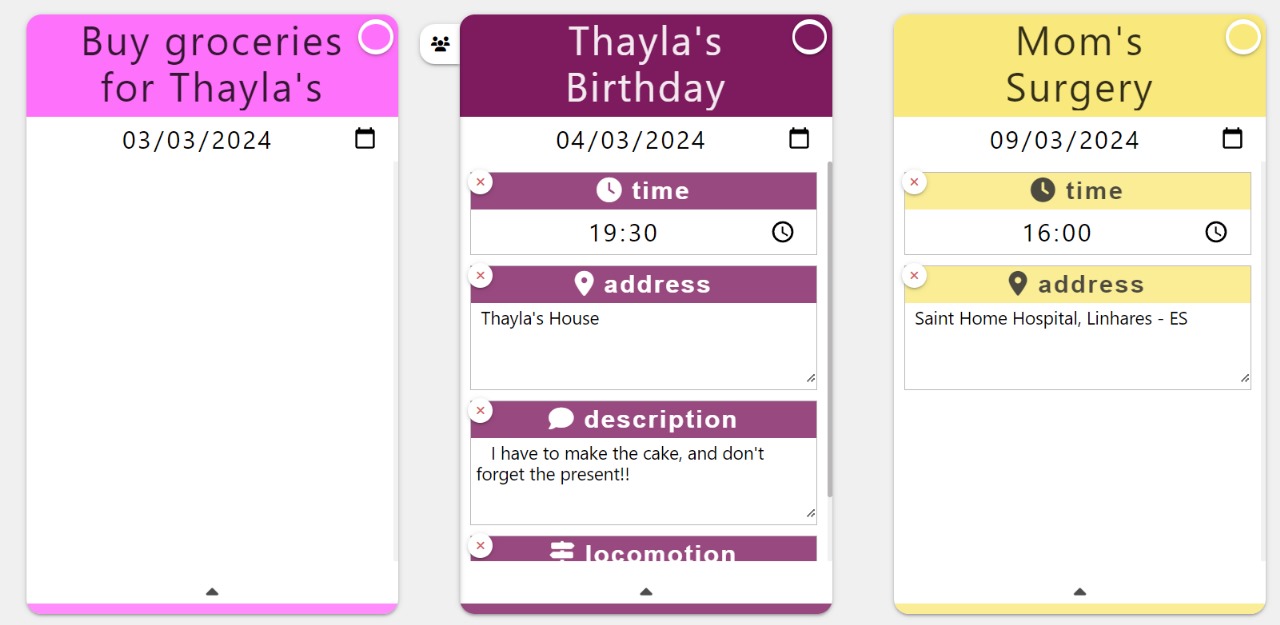 Buy groceries
for Thayla's
03/03/2024
Thayla's
Birthday
04/03/2024
time
19:30
address
Thayla's House
description
I have to make the cake, and don't
forget the present!!
locomotion
Mom's
Surgery
09/03/2024
time
16:00
address
Saint Home Hospital, Linhares - ES